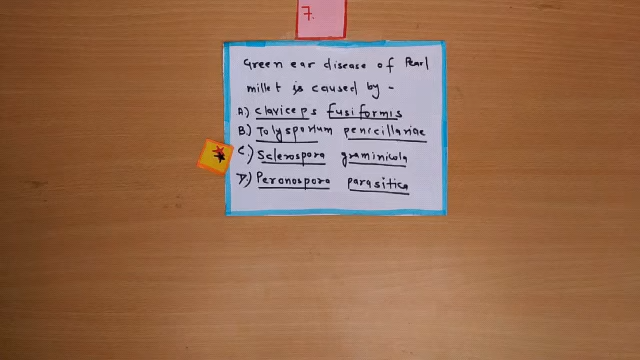 7.
Green ear disease of Pearl
millet is caused by -
A) Claviceps fusiformis
B.) Tolysporium penicillariae
C.) Sclerospora graminicola
D.) Peronospora parasitica